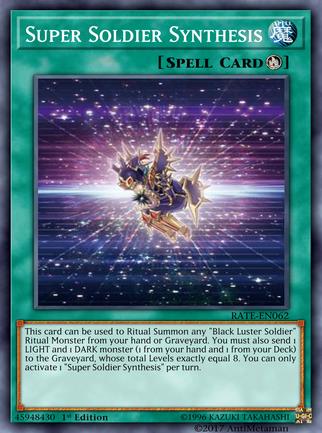 Super Soldier Synthesis
[Spell Card]
RATE-EN062
This card can be used to Ritual Summon any "Black Luster Soldier"
Ritual Monster from your hand or Graveyard. You must also send 1
LIGHT and 1 DARK monster (1 from your hand and 1 from your Deck)
to the Graveyard, whose total Levels exactly equal 8. You can only
activate 1 "Super Soldier Synthesis" per turn.
45948430 1st Edition ©1996 KAZUKI TAKAHASHI
©2017 AntiMetaman